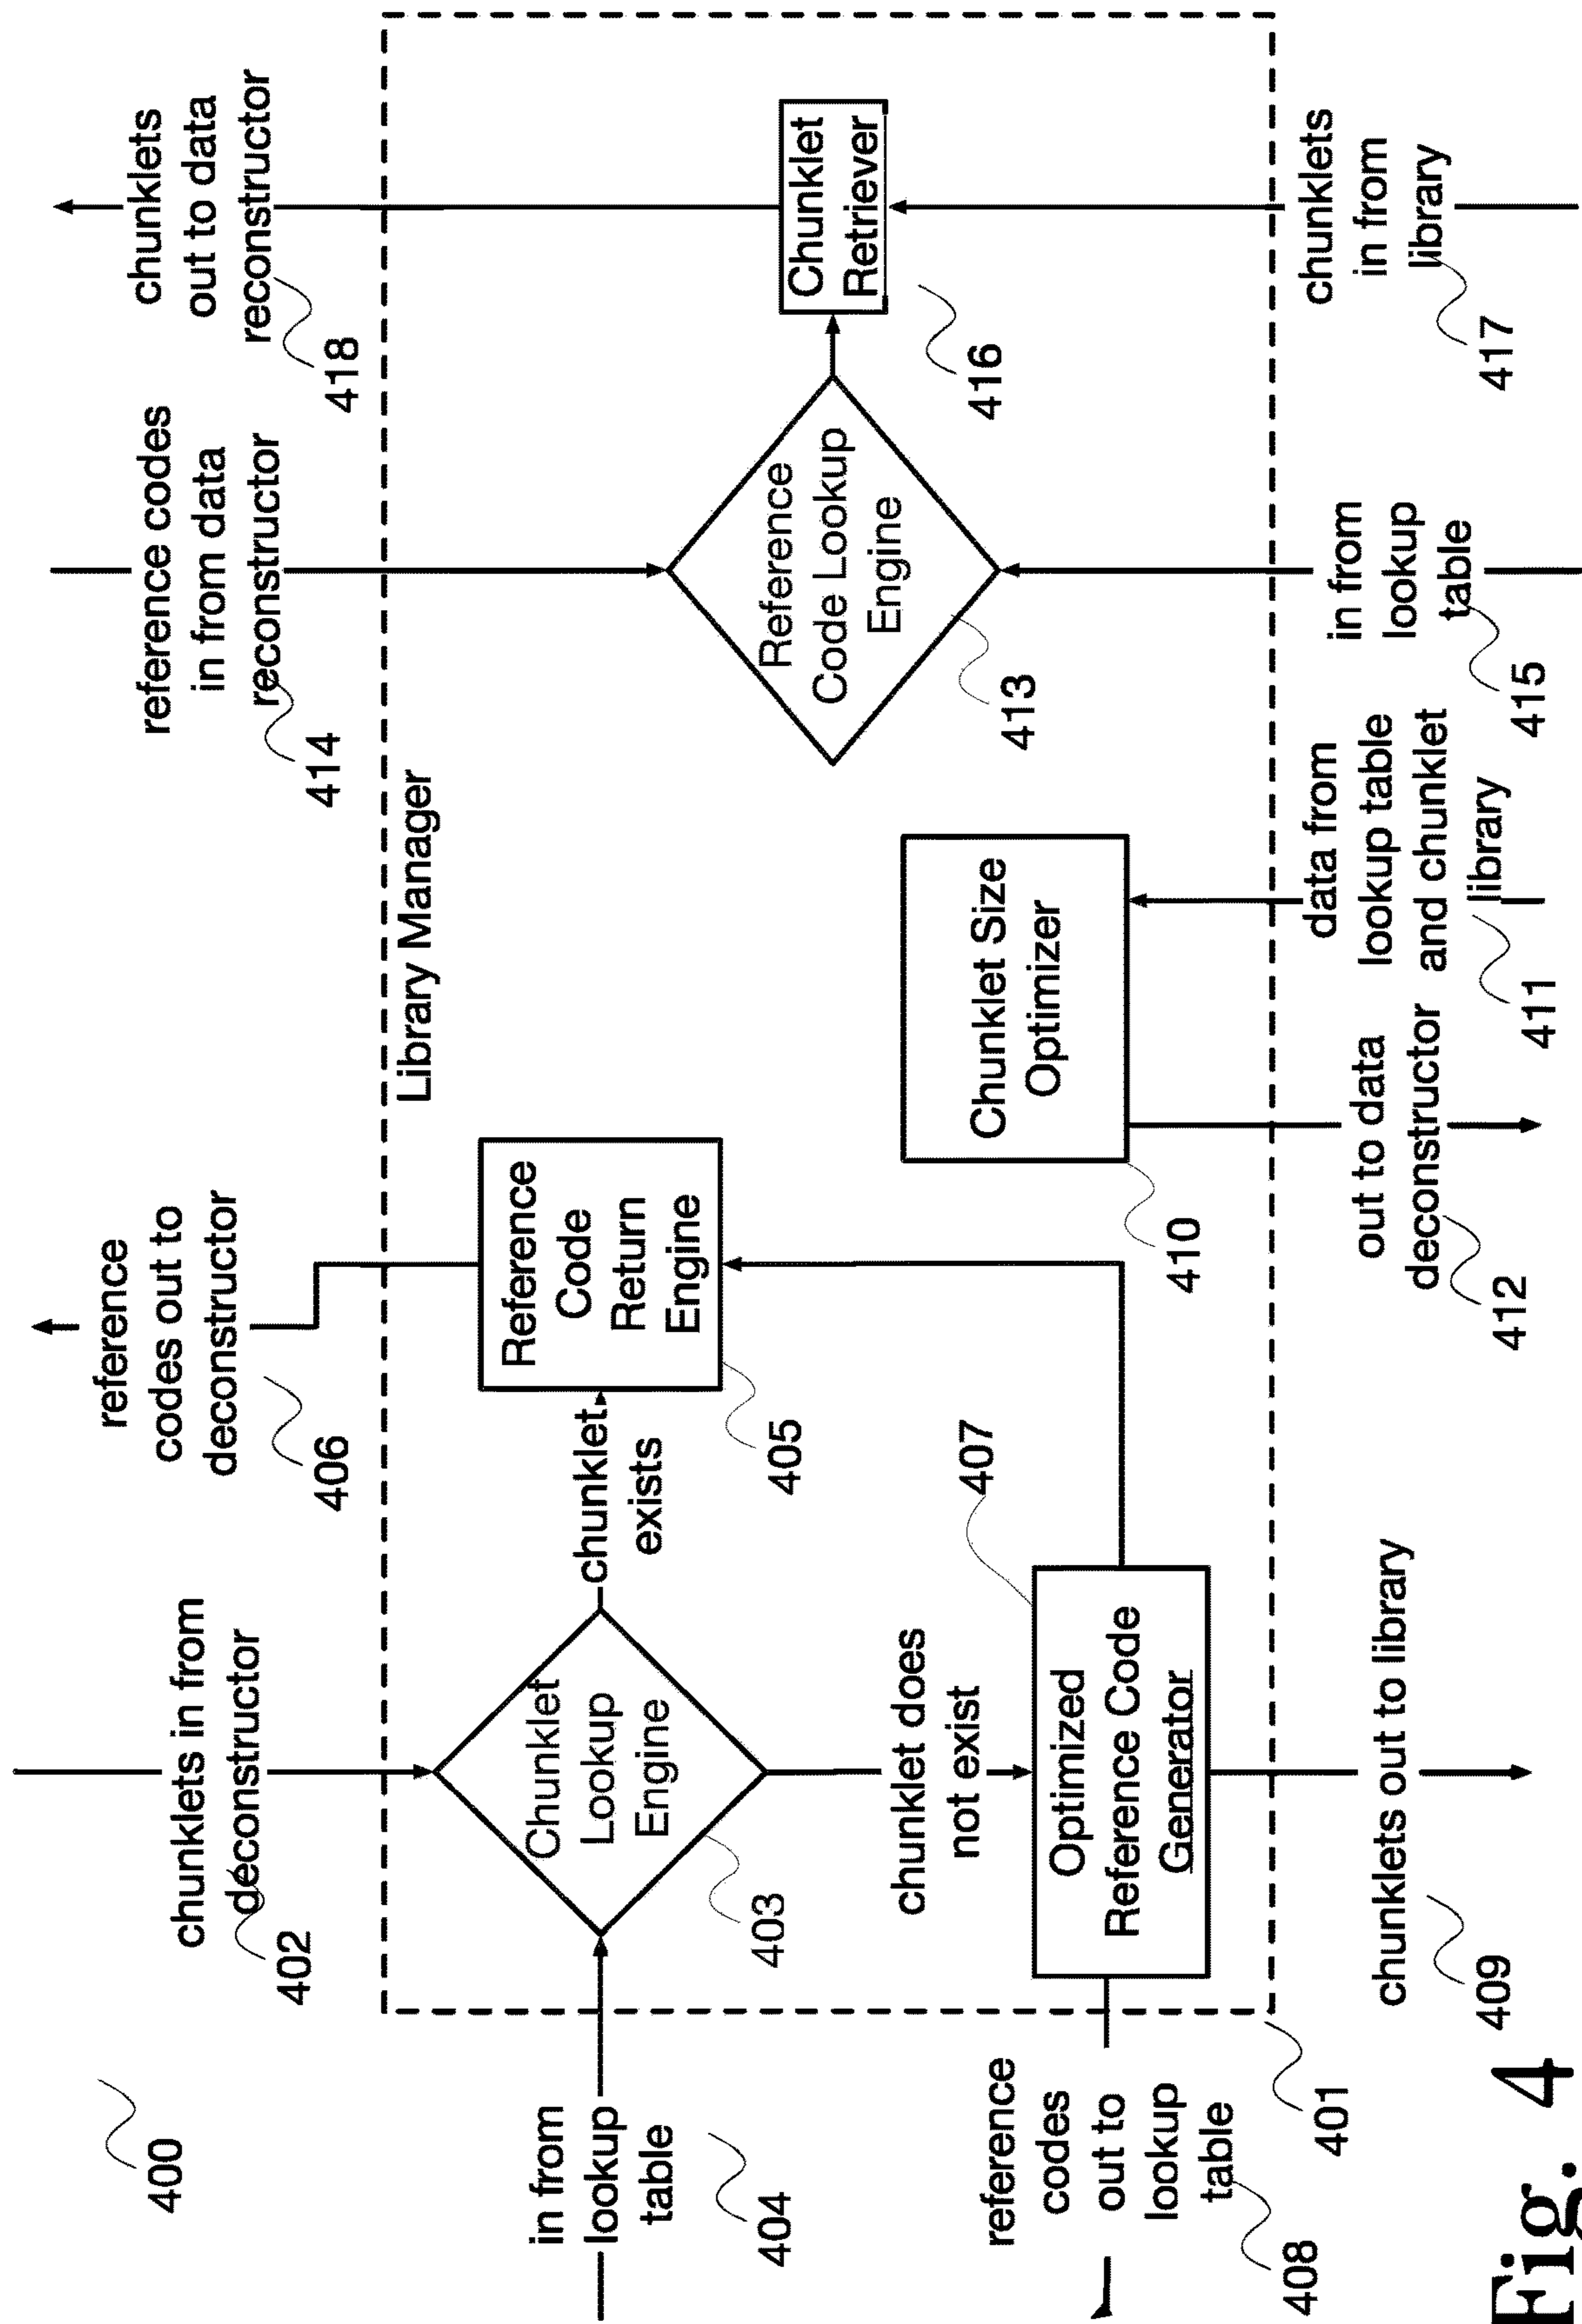 400
chunklets in from
deconstructor
402
reference
codes out to
deconstructor
406
reference codes
in from data
reconstructor
414
chunklets
out to data
reconstructor
418
Library Manager
in from
lookup
table
404
Chunklet
Lookup
Engine
403
chunklet
exists
Reference
Code
Return
Engine
405
chunklet does
not exist
407
Optimized
Reference Code
Generator
reference
codes
out to
lookup
table
408
401
chunklets out to library
409
Chunklet Size
Optimizer
410
out to data
deconstructor
412
data from
lookup table
and chunklet
library
411
Reference
Code Lookup
Engine
413
in from
lookup
table
415
Chunklet
Retriever
416
chunklets
in from
library
417
Fig. 4